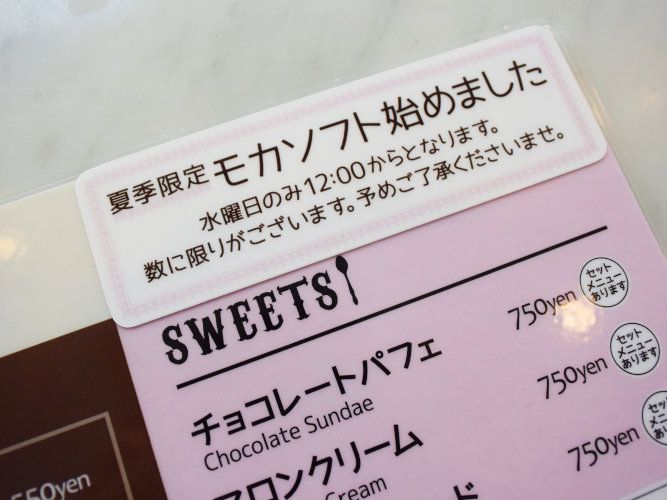 夏季限定 モカソフト始めました
水曜日のみ12:00からとなります。
数に限りがございます。予めご了承くださいませ。
SWEETS
チョコレートパフェ 750yen セットメニューあります
Chocolate Sundae
750yen セットメニューあります
ロンクリーム
Cream
750yen セット
ド
550yen